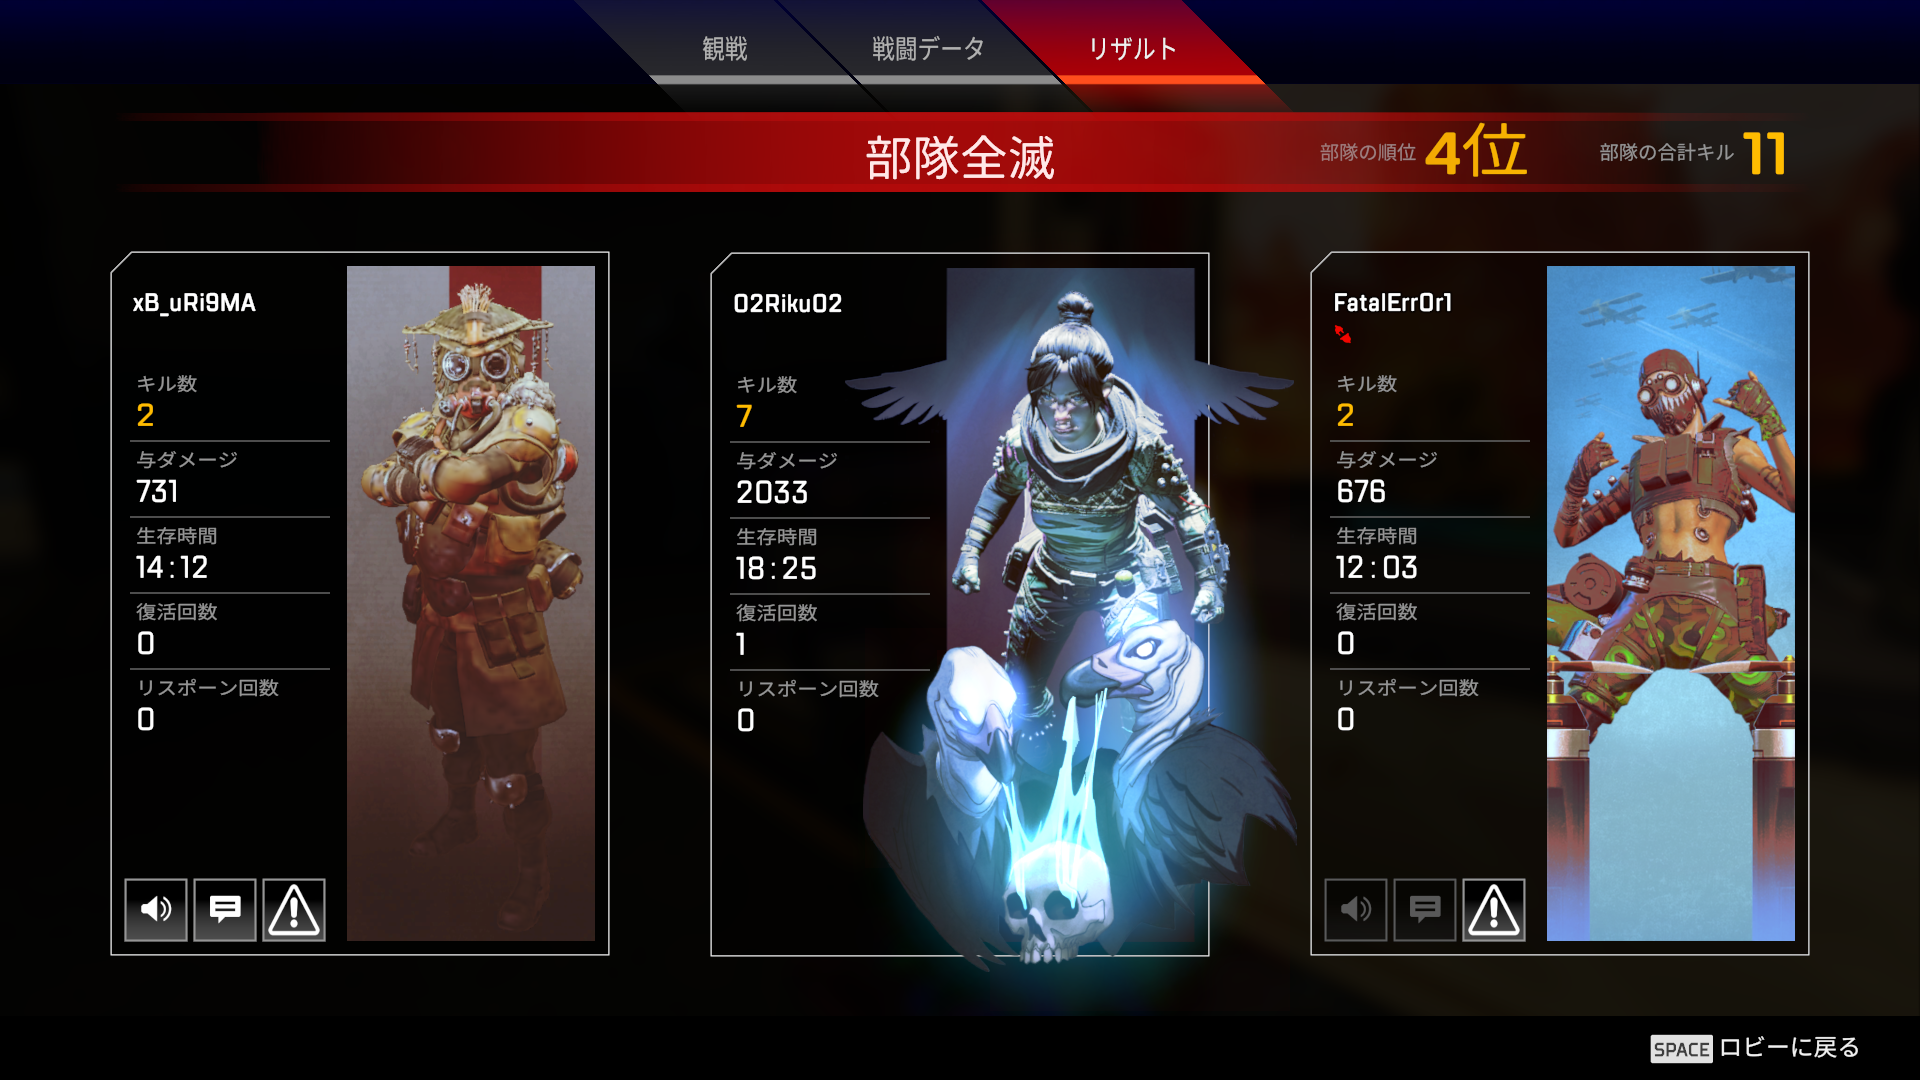 観戦
戦闘データ
リザルト
部隊全滅
部隊の順位 4位
部隊の合計キル 11
xB_uRi9MA
キル数
2
与ダメージ
731
生存時間
14:12
復活回数
0
リスポーン回数
0
02Riku02
キル数
7
与ダメージ
2033
生存時間
18:25
復活回数
1
リスポーン回数
0
FatalErr0r1
キル数
2
与ダメージ
676
生存時間
12:03
復活回数
0
リスポーン回数
0
SPACE ロビーに戻る